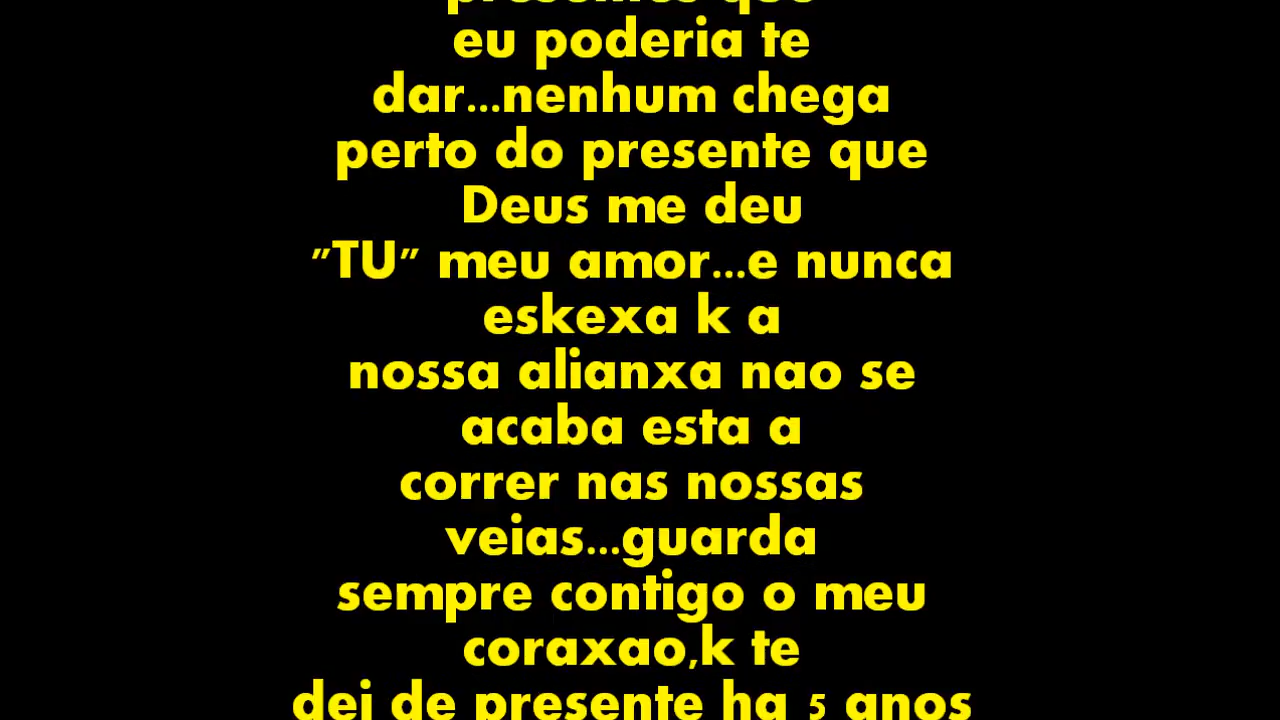 presentes que
eu poderia te
dar...nenhum chega
perto do presente que
Deus me deu
"TU" meu amor...e nunca
eskexa k a
nossa alianxa nao se
acaba esta a
correr nas nossas
veias...guarda
sempre contigo o meu
coraxao,k te
dei de presente ha 5 anos